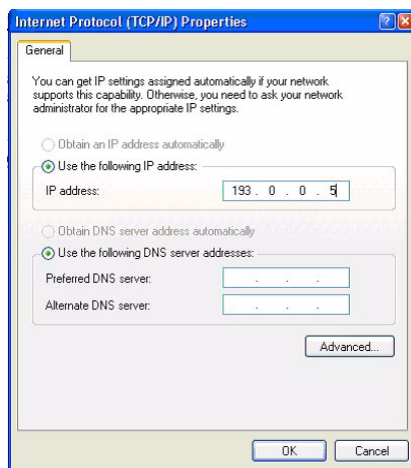 Internet Protocol (TCP/IP) Properties
General
You can get IP settings assigned automatically if your network
supports this capability. Otherwise, you need to ask your network
administrator for the appropriate IP settings.
Obtain an IP address automatically
Use the following IP address:
IP address: 193 . 0 . 0 . 5
Obtain DNS server address automatically
Use the following DNS server addresses:
Preferred DNS server: . . .
Alternate DNS server: . . .
Advanced...
OK Cancel